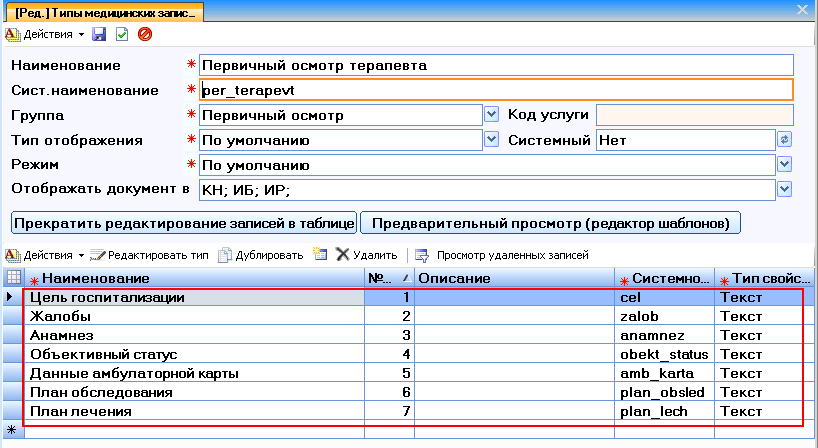 [Ред.] Типы медицинских запис...
Действия
Наименование * Первичный осмотр терапевта
Сист.наименование * per_terapevt
Группа * Первичный осмотр Код услуги
Тип отображения * По умолчанию Системный Нет
Режим * По умолчанию
Отображать документ в КН; ИБ; ИР;
Прекратить редактирование записей в таблице Предварительный просмотр (редактор шаблонов)
Действия Редактировать тип Дублировать Удалить Просмотр удаленных записей
* Наименование №... Описание * Системно... * Тип свойс...
Цель госпитализации 1 cel Текст
Жалобы 2 zalob Текст
Анамнез 3 anamnez Текст
Объективный статус 4 obekt_status Текст
Данные амбулаторной карты 5 amb_karta Текст
План обследования 6 plan_obsled Текст
План лечения 7 plan_lech Текст
*